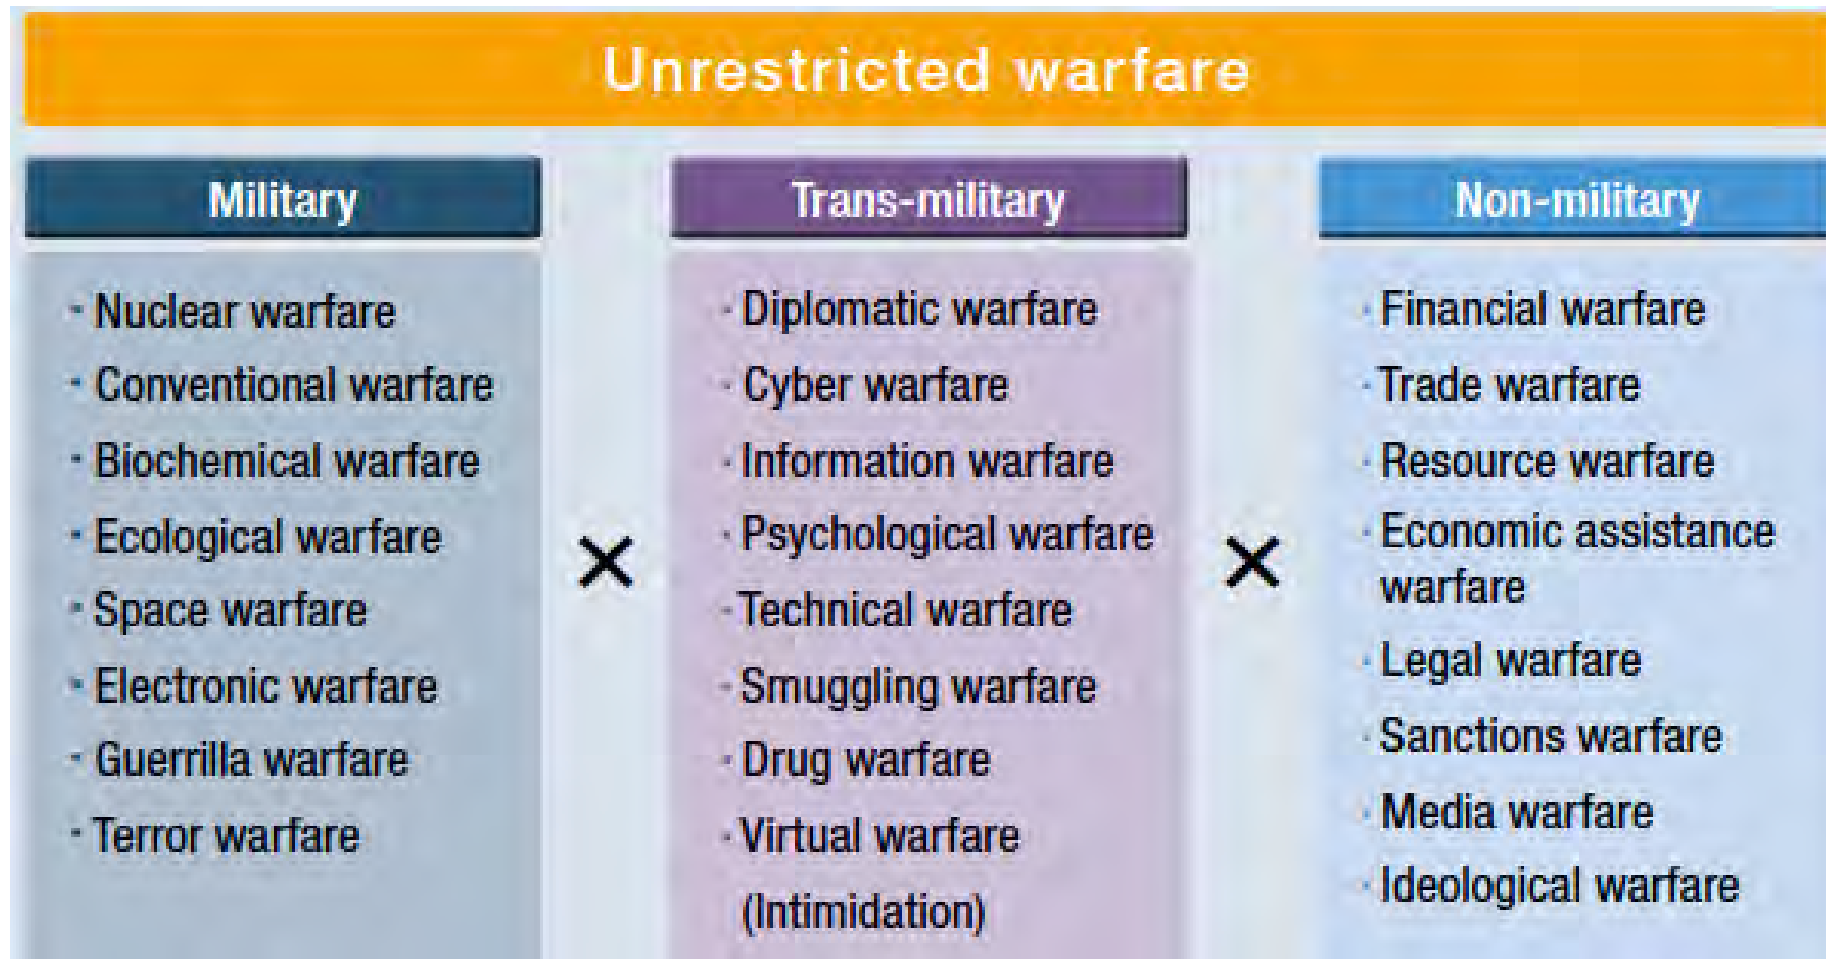 Unrestricted warfare
Military
· Nuclear warfare
· Conventional warfare
· Biochemical warfare
· Ecological warfare
· Space warfare
· Electronic warfare
· Guerrilla warfare
· Terror warfare
×
Trans-military
· Diplomatic warfare
· Cyber warfare
· Information warfare
· Psychological warfare
· Technical warfare
· Smuggling warfare
· Drug warfare
· Virtual warfare
(Intimidation)
×
Non-military
· Financial warfare
· Trade warfare
· Resource warfare
· Economic assistance
warfare
· Legal warfare
· Sanctions warfare
· Media warfare
· Ideological warfare